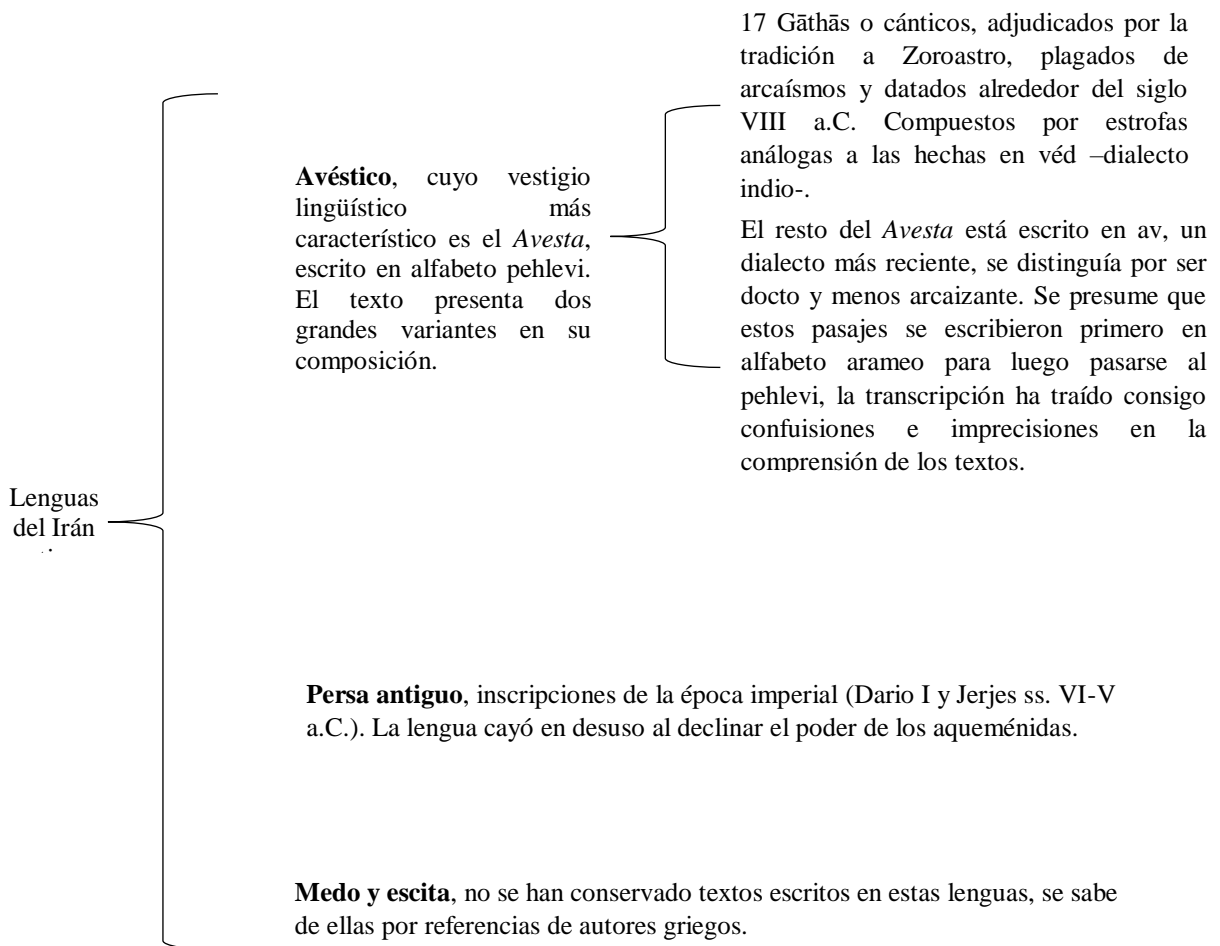 17 Gāthās o cánticos, adjudicados por la
tradición a Zoroastro, plagados de
arcaísmos y datados alrededor del siglo
VIII a.C. Compuestos por estrofas
análogas a las hechas en véd –dialecto
indio-.
Avéstico, cuyo vestigio
lingüístico más
característico es el Avesta,
escrito en alfabeto pehlevi.
El texto presenta dos
grandes variantes en su
composición.
El resto del Avesta está escrito en av, un
dialecto más reciente, se distinguía por ser
docto y menos arcaizante. Se presume que
estos pasajes se escribieron primero en
alfabeto arameo para luego pasarse al
pehlevi, la transcripción ha traído consigo
confuisiones e imprecisiones en la
comprensión de los textos.
Lenguas
del Irán
Persa antiguo, inscripciones de la época imperial (Dario I y Jerjes ss. VI-V
a.C.). La lengua cayó en desuso al declinar el poder de los aqueménidas.
Medo y escita, no se han conservado textos escritos en estas lenguas, se sabe
de ellas por referencias de autores griegos.